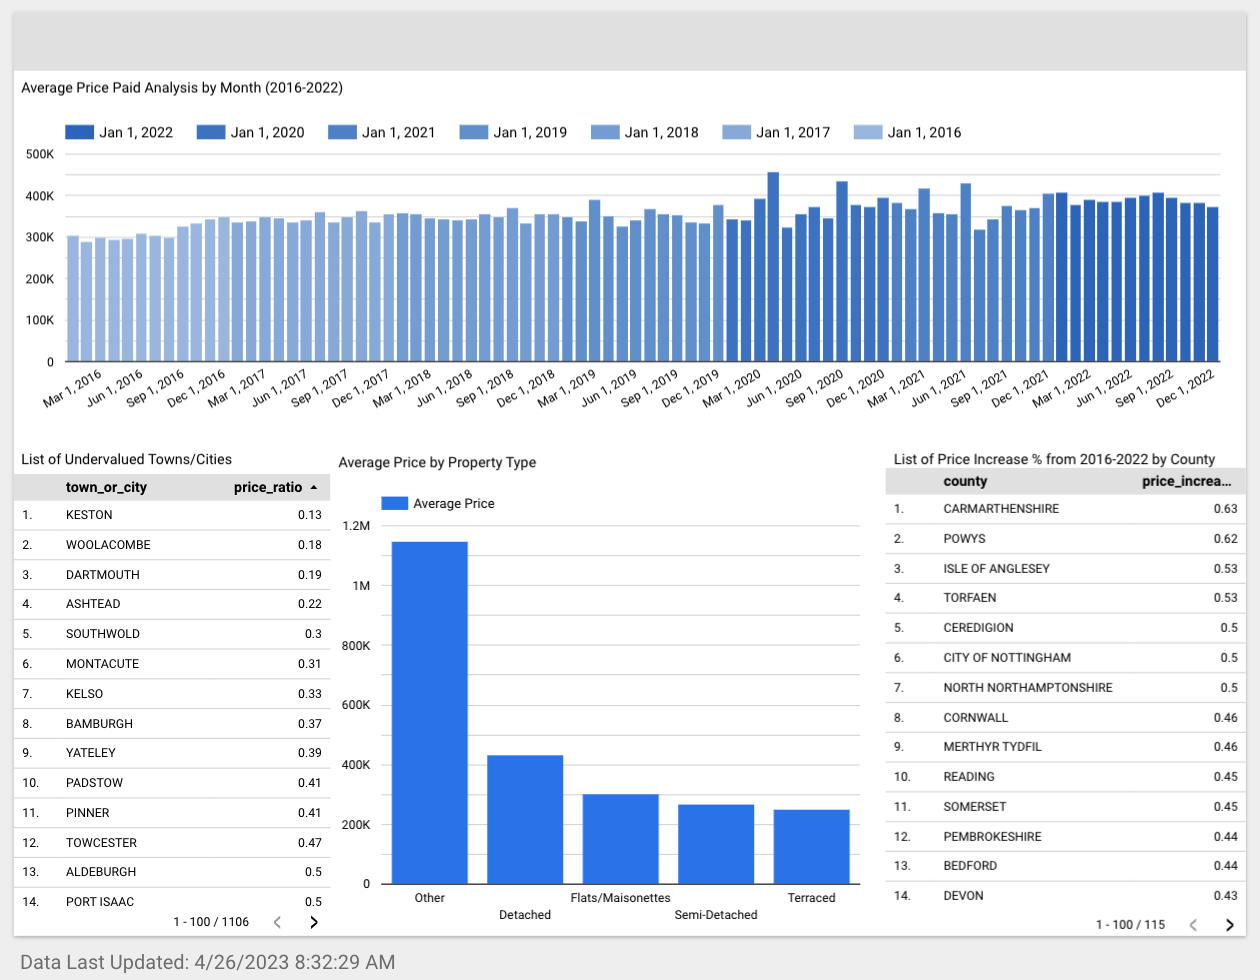 Average Price Paid Analysis by Month (2016-2022)
Jan 1, 2022 Jan 1, 2020 Jan 1, 2021 Jan 1, 2019 Jan 1, 2018 Jan 1, 2017 Jan 1, 2016
500K
400K
300K
200K
100K
0
Mar 1, 2016 Jun 1, 2016 Sep 1, 2016 Dec 1, 2016 Mar 1, 2017 Jun 1, 2017 Sep 1, 2017 Dec 1, 2017 Mar 1, 2018 Jun 1, 2018 Sep 1, 2018 Dec 1, 2018 Mar 1, 2019 Jun 1, 2019 Sep 1, 2019 Dec 1, 2019 Mar 1, 2020 Jun 1, 2020 Sep 1, 2020 Dec 1, 2020 Mar 1, 2021 Jun 1, 2021 Sep 1, 2021 Dec 1, 2021 Mar 1, 2022 Jun 1, 2022 Sep 1, 2022 Dec 1, 2022
List of Undervalued Towns/Cities
town_or_city price_ratio
1. KESTON 0.13
2. WOOLACOMBE 0.18
3. DARTMOUTH 0.19
4. ASHTEAD 0.22
5. SOUTHWOLD 0.3
6. MONTACUTE 0.31
7. KELSO 0.33
8. BAMBURGH 0.37
9. YATELEY 0.39
10. PADSTOW 0.41
11. PINNER 0.41
12. TOWCESTER 0.47
13. ALDEBURGH 0.5
14. PORT ISAAC 0.5
1 - 100 / 1106
Average Price by Property Type
Average Price
1.2M
1M
800K
600K
400K
200K
0
Other Flats/Maisonettes Terraced
Detached Semi-Detached
List of Price Increase % from 2016-2022 by County
county price_increa...
1. CARMARTHENSHIRE 0.63
2. POWYS 0.62
3. ISLE OF ANGLESEY 0.53
4. TORFAEN 0.53
5. CEREDIGION 0.5
6. CITY OF NOTTINGHAM 0.5
7. NORTH NORTHAMPTONSHIRE 0.5
8. CORNWALL 0.46
9. MERTHYR TYDFIL 0.46
10. READING 0.45
11. SOMERSET 0.45
12. PEMBROKESHIRE 0.44
13. BEDFORD 0.44
14. DEVON 0.43
1 - 100 / 115
Data Last Updated: 4/26/2023 8:32:29 AM